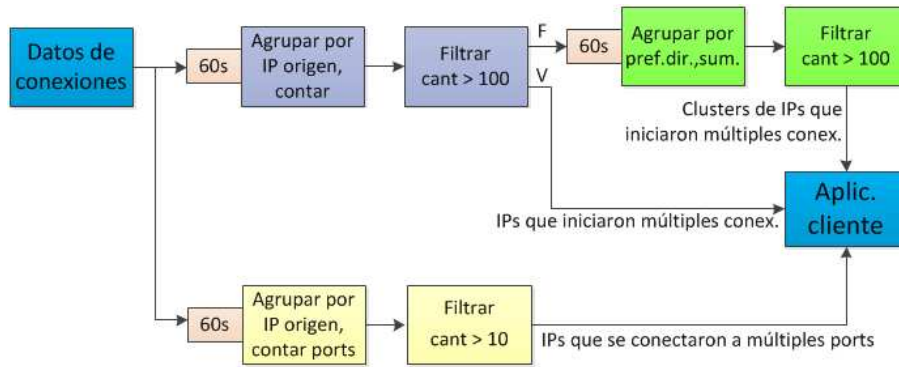 Datos de
conexiones
60s
Agrupar por
IP origen,
contar
Filtrar
cant > 100
F
V
60s
Agrupar por
pref.dir.,sum.
Filtrar
cant > 100
Clusters de IPs que
iniciaron múltiples conex.
Aplic.
cliente
IPs que iniciaron múltiples conex.
60s
Agrupar por
IP origen,
contar ports
Filtrar
cant > 10
IPs que se conectaron a múltiples ports